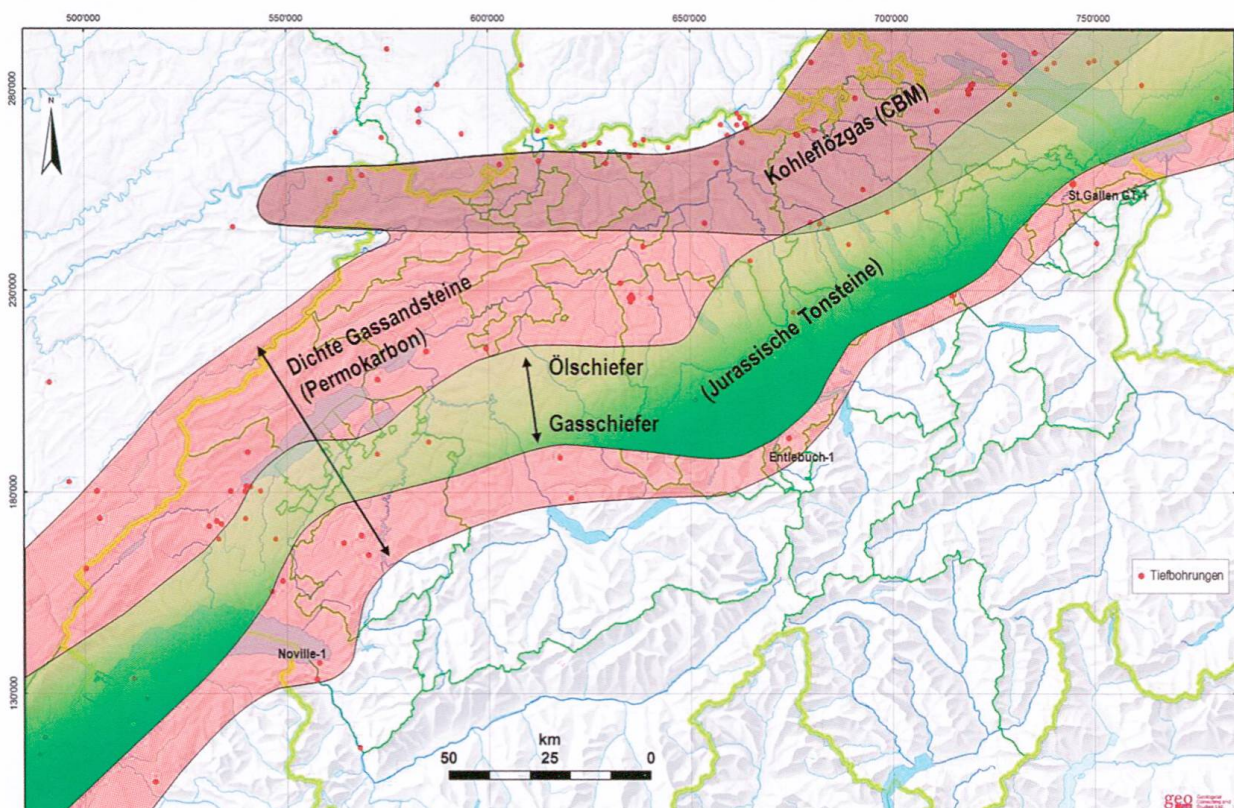 500'000
550'000
600'000
650'000
700'000
750'000
280'000
230'000
180'000
130'000
N
Kohleflözgas (CBM)
St.Gallen GT-1
Dichte Gassandsteine
(Permokarbon)
Ölschiefer
Gasschiefer
(Jurassische Tonsteine)
Entlebuch-1
Tiefbohrungen
Noville-1
km
50
25
0
geo